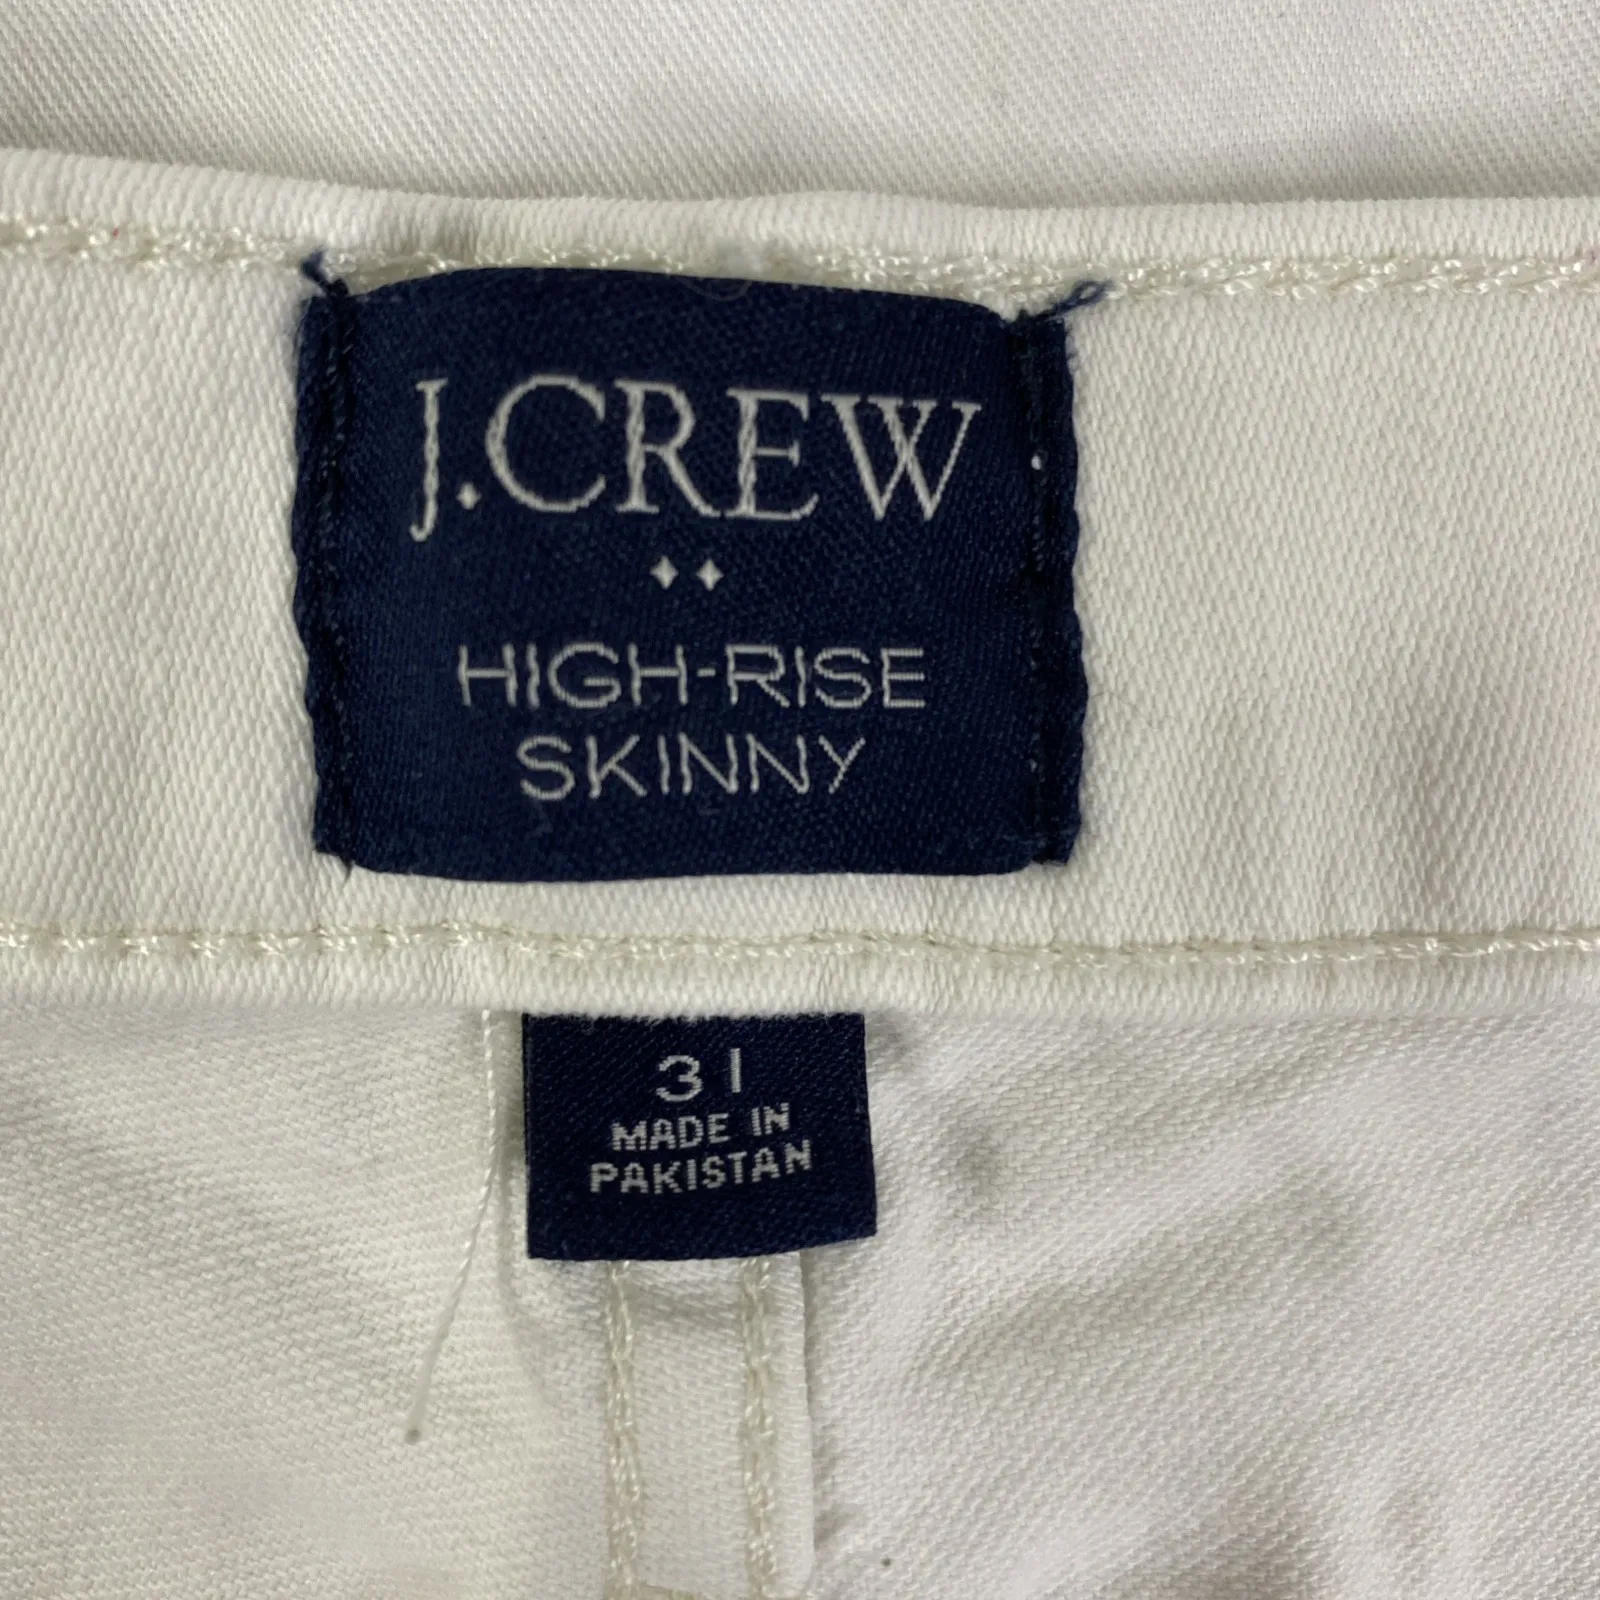 J.CREW
HIGH-RISE
SKINNY
31
MADE IN
PAKISTAN